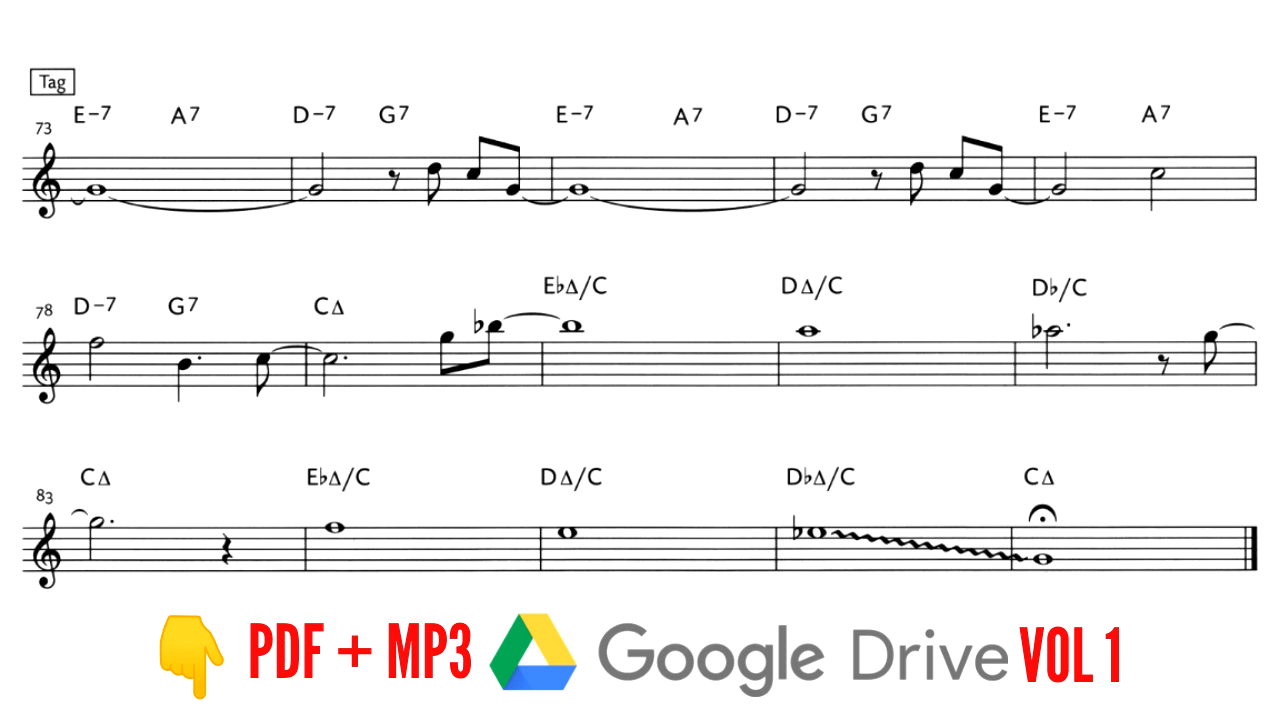 Tag
E-7 A7 D-7 G7 E-7 A7 D-7 G7 E-7 A7
73
E♭Δ/C DΔ/C D♭/C
78 D-7 G7 CΔ
CΔ E♭Δ/C DΔ/C D♭Δ/C CΔ
83
PDF + MP3 Google Drive VOL 1